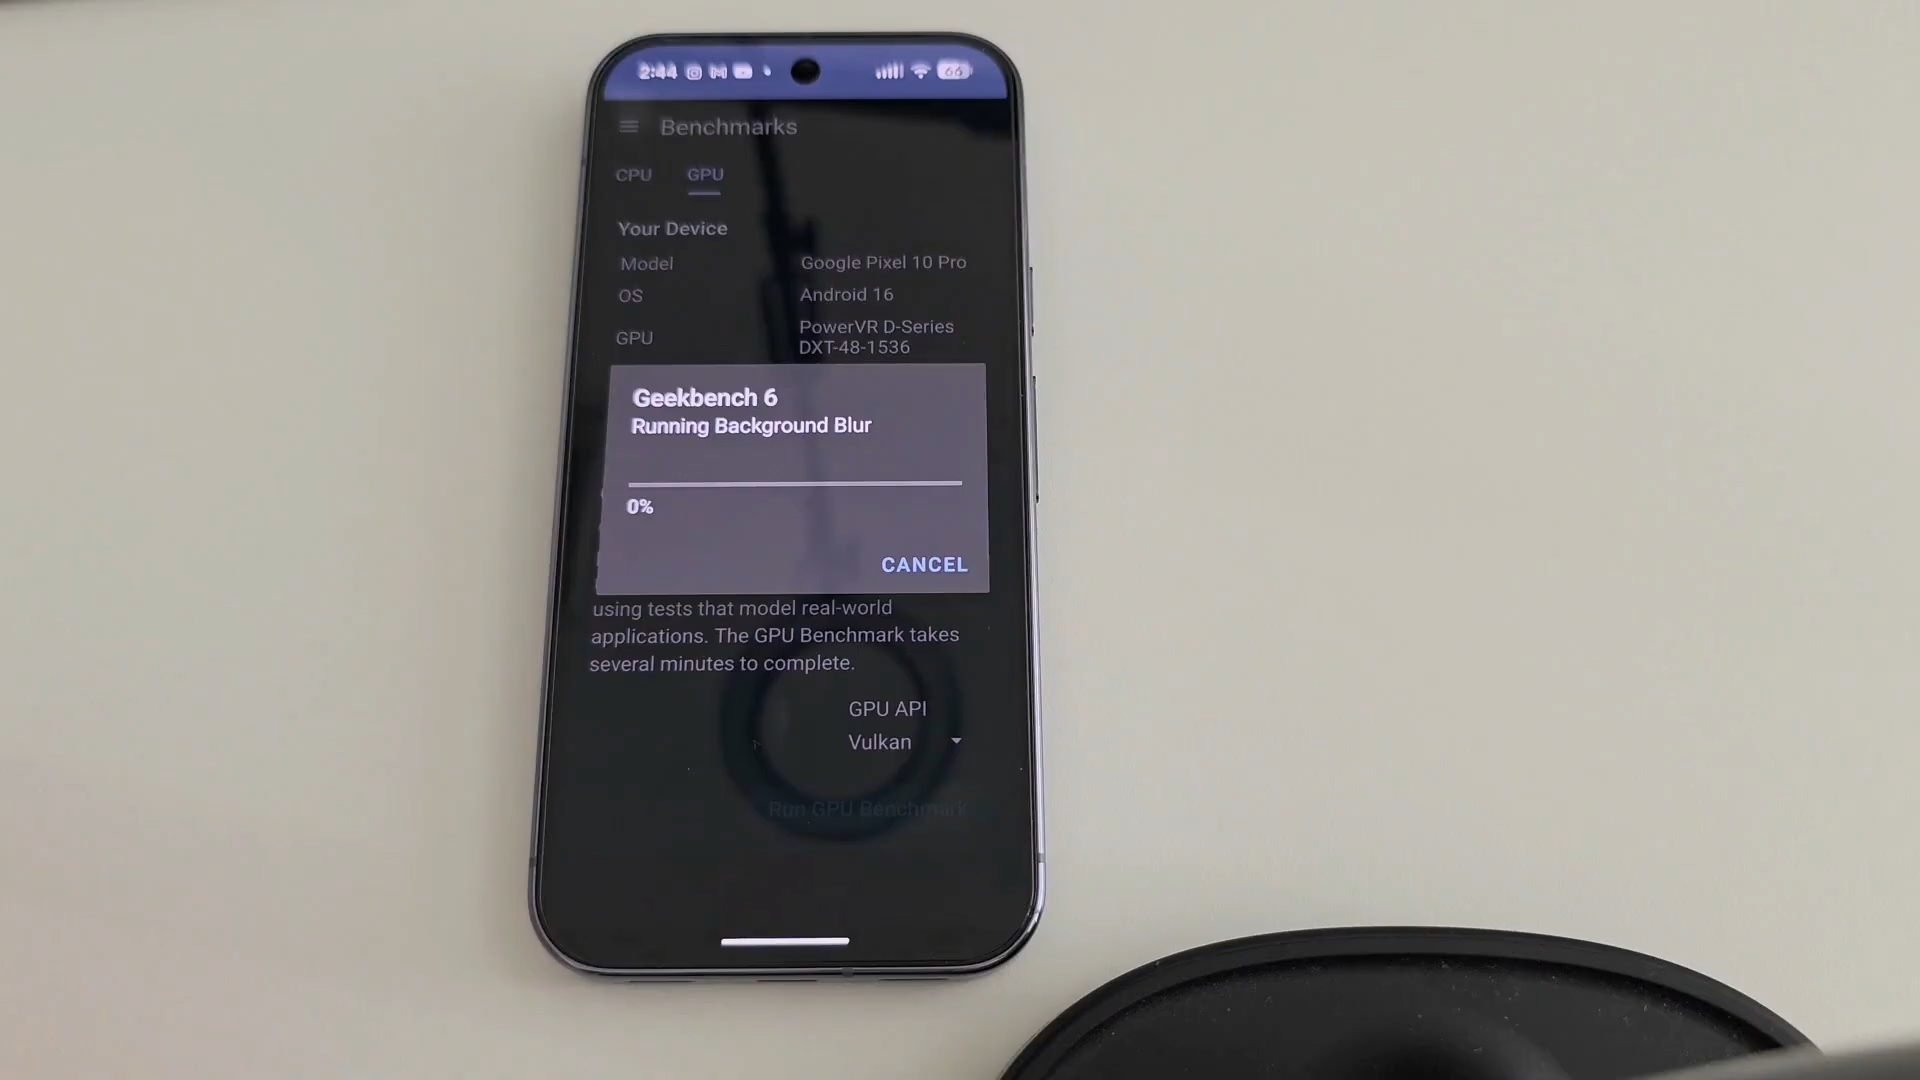 2:44
66
Benchmarks
CPU GPU
Your Device
Model Google Pixel 10 Pro
OS Android 16
GPU PowerVR D-Series
DXT-48-1536
Geekbench 6
Running Background Blur
0%
CANCEL
using tests that model real-world
applications. The GPU Benchmark takes
several minutes to complete.
GPU API
Vulkan
Run GPU Benchmark